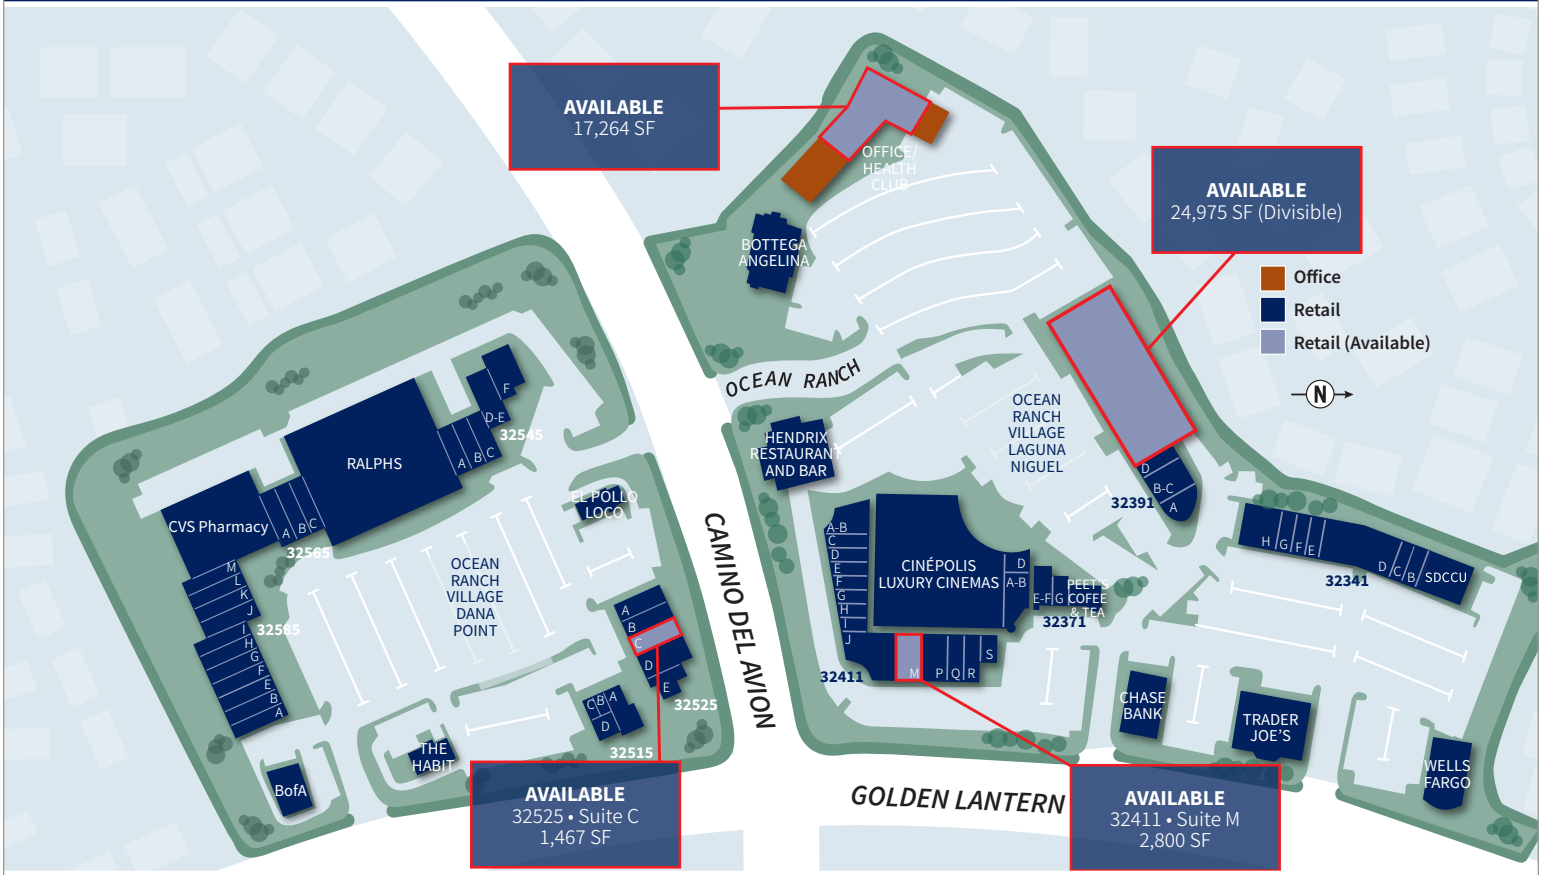 AVAILABLE
17,264 SF
AVAILABLE
24,975 SF (Divisible)
Office
Retail
Retail (Available)
N
OFFICE/
HEALTH
CLUB
BOTTEGA
ANGELINA
OCEAN RANCH
OCEAN
RANCH
VILLAGE
LAGUNA
NIGUEL
HENDRIX
RESTAURANT
AND BAR
D
B-C
A
32391
F
D-E
32545
A B C
RALPHS
CVS Pharmacy
A B C
32565
M
L
K
J
I
32585
H
G
F
E
B
A
EL POLLO
LOCO
OCEAN
RANCH
VILLAGE
DANA
POINT
A
B
C
D
E
32525
C B A
D
32515
THE
HABIT
BofA
CAMINO DEL AVION
A-B
C
D
E
F
G
H
I
J
32411
CINÉPOLIS
LUXURY CINEMAS
D
A-B
E-F G
PEET'S
COFEE
& TEA
32371
M P Q R S
H G F E
D C B SDCCU
32341
CHASE
BANK
TRADER
JOE'S
WELLS
FARGO
GOLDEN LANTERN
AVAILABLE
32525 • Suite C
1,467 SF
AVAILABLE
32411 • Suite M
2,800 SF